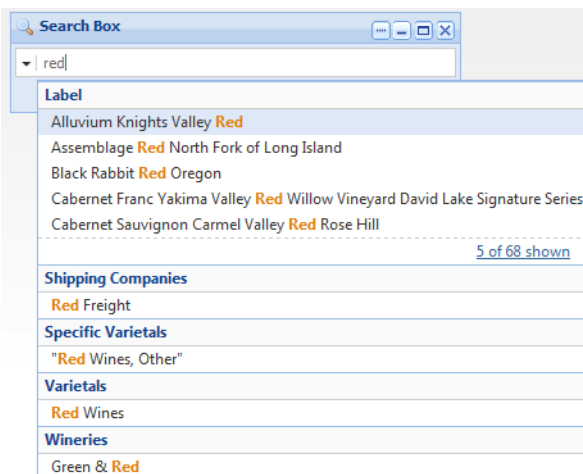 Search Box
red
Label
Alluvium Knights Valley Red
Assemblage Red North Fork of Long Island
Black Rabbit Red Oregon
Cabernet Franc Yakima Valley Red Willow Vineyard David Lake Signature Series
Cabernet Sauvignon Carmel Valley Red Rose Hill
5 of 68 shown
Shipping Companies
Red Freight
Specific Varietals
"Red Wines, Other"
Varietals
Red Wines
Wineries
Green & Red